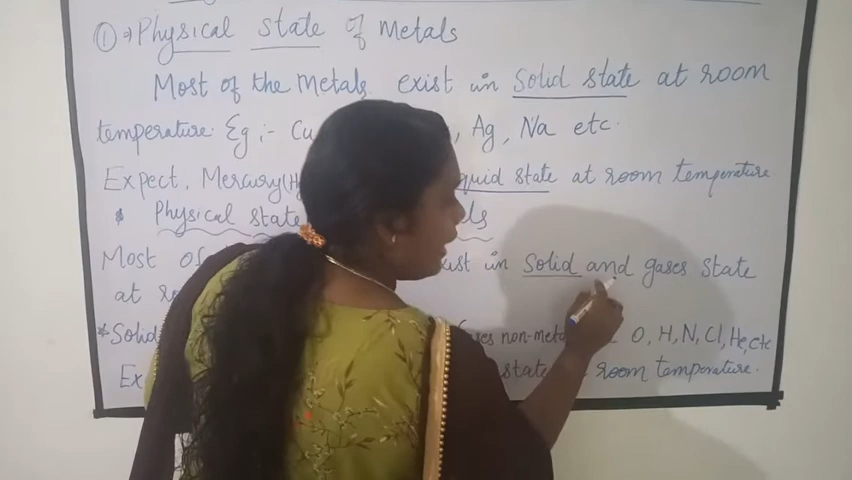 ① → Physical state of Metals
Most of the Metals exist in Solid state at room
temperature. Eg :- Cu , Ag, Na etc.
Expect, Mercury (H quid state at room temperature
* Physical state ls
Most of ist in Solid and gases state
at
* Solid ses non-meta O, H, N, Cl, He, etc
Ex state room temperature.